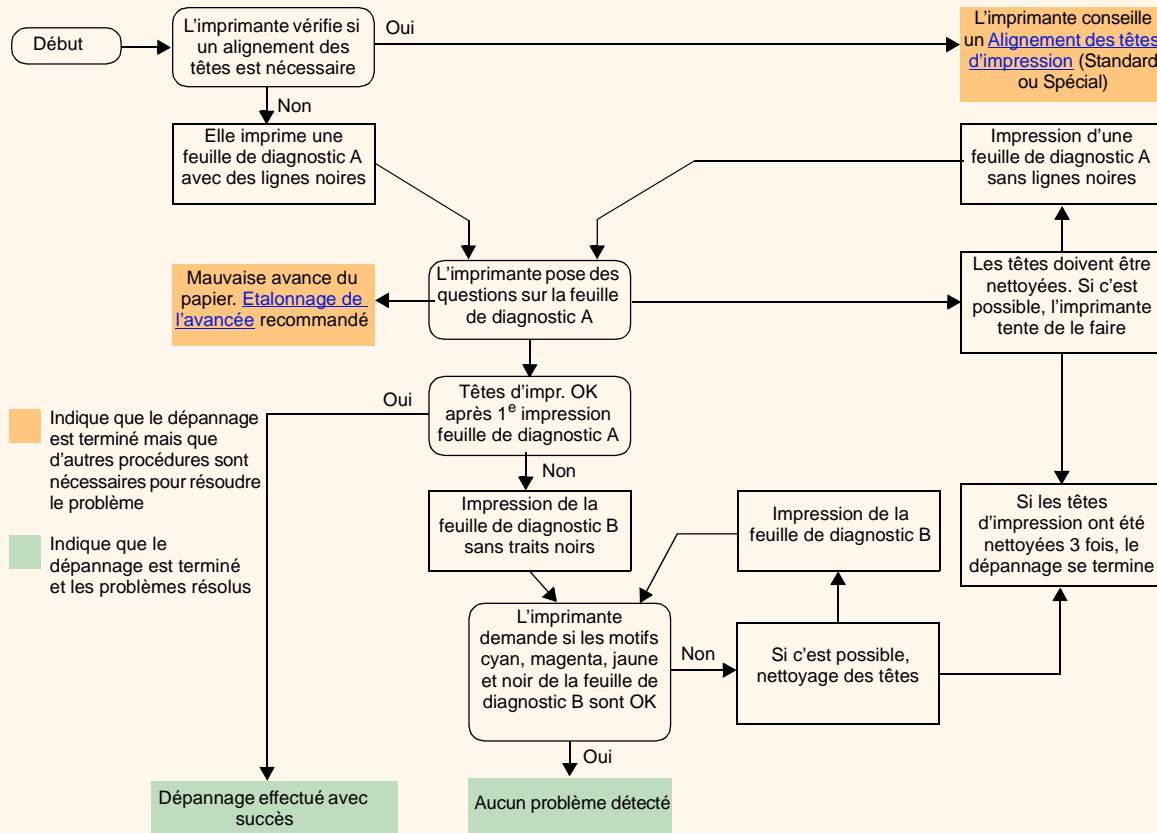 Début
L'imprimante vérifie si
un alignement des
têtes est nécessaire
Oui
L'imprimante conseille
un Alignement des têtes
d'impression (Standard
ou Spécial)
Non
Elle imprime une
feuille de diagnostic A
avec des lignes noires
Impression d'une
feuille de diagnostic A
sans lignes noires
Mauvaise avance du
papier. Etalonnage de
l'avancée recommandé
L'imprimante pose des
questions sur la feuille
de diagnostic A
Les têtes doivent être
nettoyées. Si c'est
possible, l'imprimante
tente de le faire
Oui
Têtes d'impr. OK
après 1e impression
feuille de diagnostic A
Indique que le dépannage
est terminé mais que
d'autres procédures sont
nécessaires pour résoudre
le problème
Non
Impression de la
feuille de diagnostic B
sans traits noirs
Impression de la
feuille de diagnostic B
Si les têtes
d'impression ont été
nettoyées 3 fois, le
dépannage se termine
Indique que le
dépannage est terminé
et les problèmes résolus
L'imprimante
demande si les motifs
cyan, magenta, jaune
et noir de la feuille de
diagnostic B sont OK
Non
Si c'est possible,
nettoyage des têtes
Oui
Dépannage effectué avec
succès
Aucun problème détecté